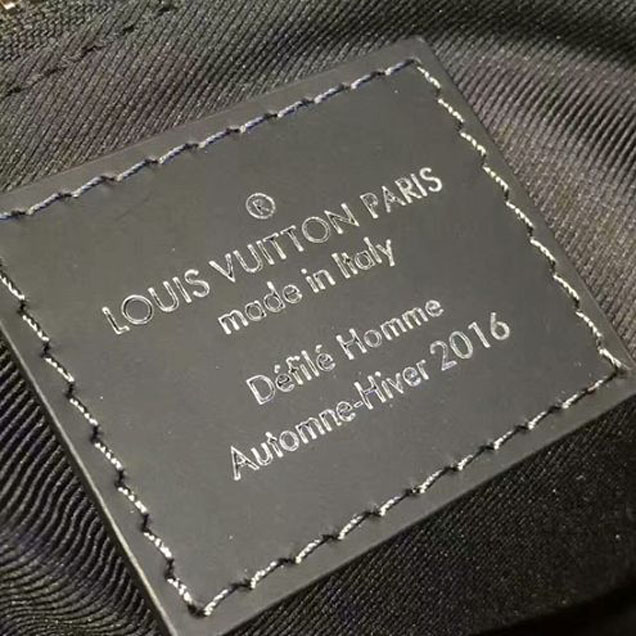 ®
LOUIS VUITTON PARIS
made in Italy
Défilé Homme
Automne-Hiver 2016